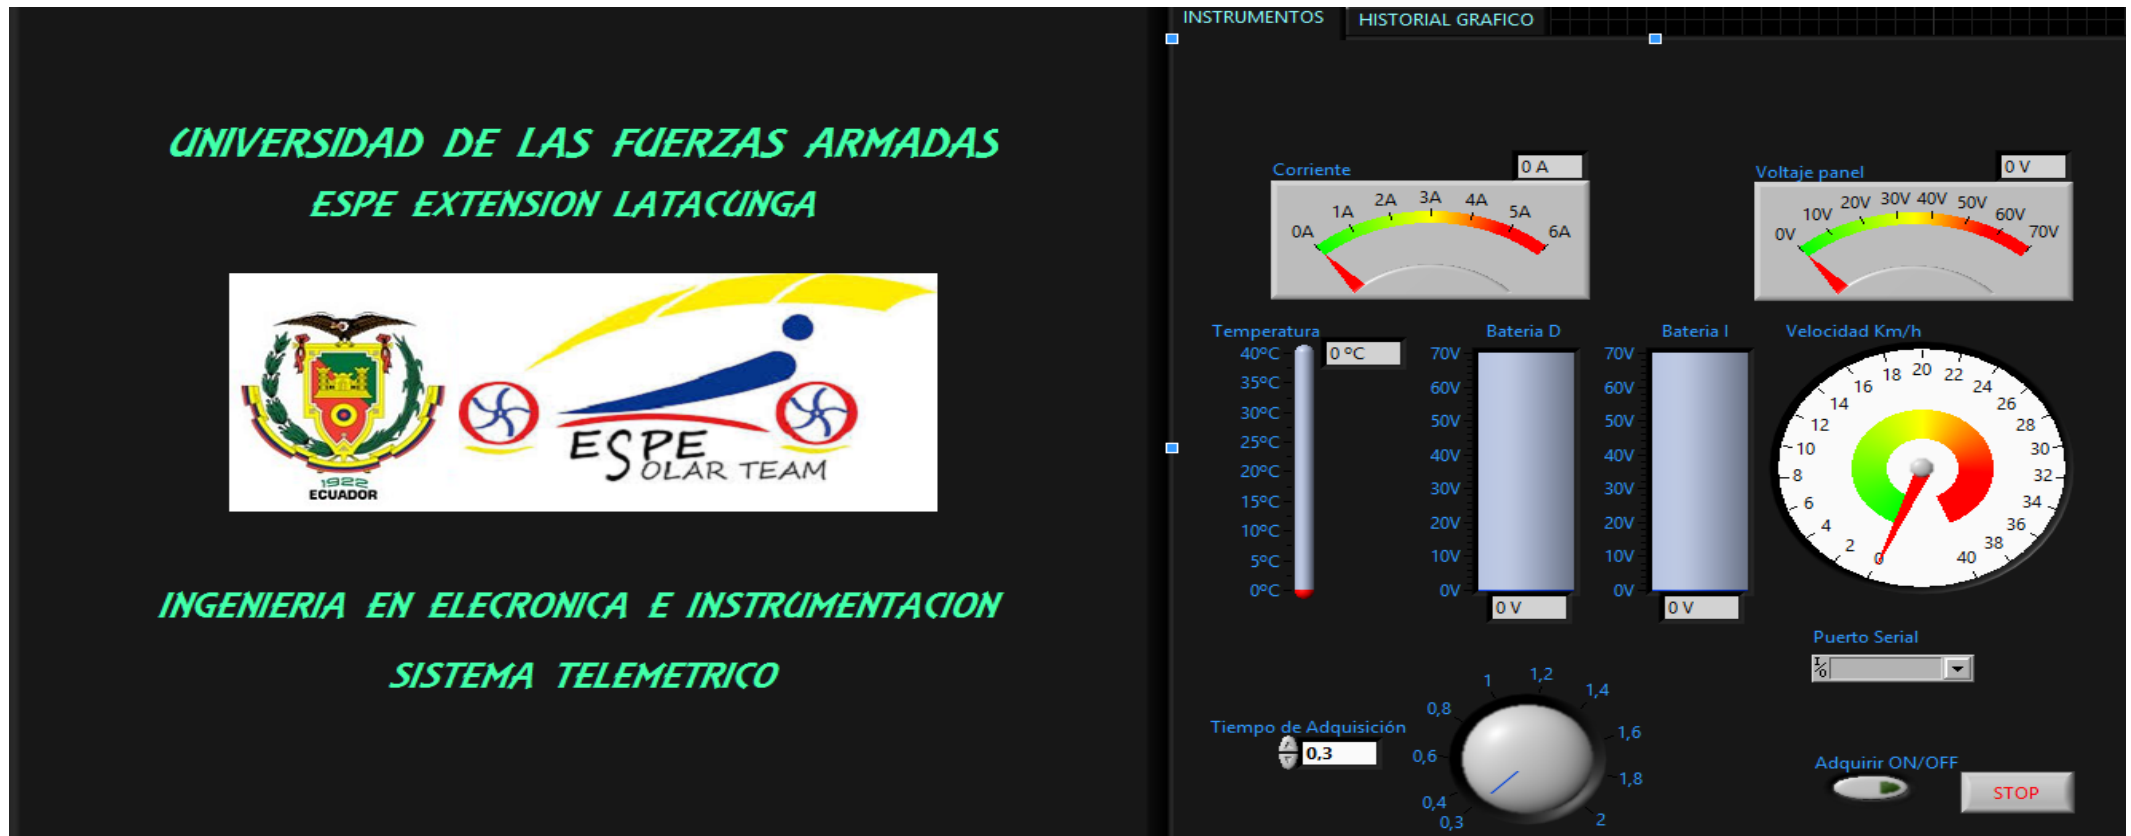 UNIVERSIDAD DE LAS FUERZAS ARMADAS
ESPE EXTENSION LATACUNGA
1922
ECUADOR
ESPE
SOLAR TEAM
INGENIERIA EN ELECRONICA E INSTRUMENTACION
SISTEMA TELEMETRICO
INSTRUMENTOS
HISTORIAL GRAFICO
Corriente
0 A
0A 1A 2A 3A 4A 5A 6A
Voltaje panel
0 V
0V 10V 20V 30V 40V 50V 60V 70V
Temperatura
0 ºC
40ºC
35ºC
30ºC
25ºC
20ºC
15ºC
10ºC
5ºC
0ºC
Bateria D
70V
60V
50V
40V
30V
20V
10V
0V
0 V
Bateria I
70V
60V
50V
40V
30V
20V
10V
0V
0 V
Velocidad Km/h
0 2 4 6 8 10 12 14 16 18 20 22 24 26 28 30 32 34 36 38 40
Puerto Serial
I/O
Tiempo de Adquisición
0,3
0,3 0,4 0,6 0,8 1 1,2 1,4 1,6 1,8 2
Adquirir ON/OFF
STOP